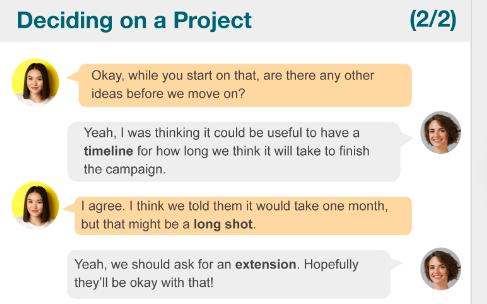 Deciding on a Project (2/2)
Okay, while you start on that, are there any other
ideas before we move on?
Yeah, I was thinking it could be useful to have a
timeline for how long we think it will take to finish
the campaign.
I agree. I think we told them it would take one month,
but that might be a long shot.
Yeah, we should ask for an extension. Hopefully
they'll be okay with that!